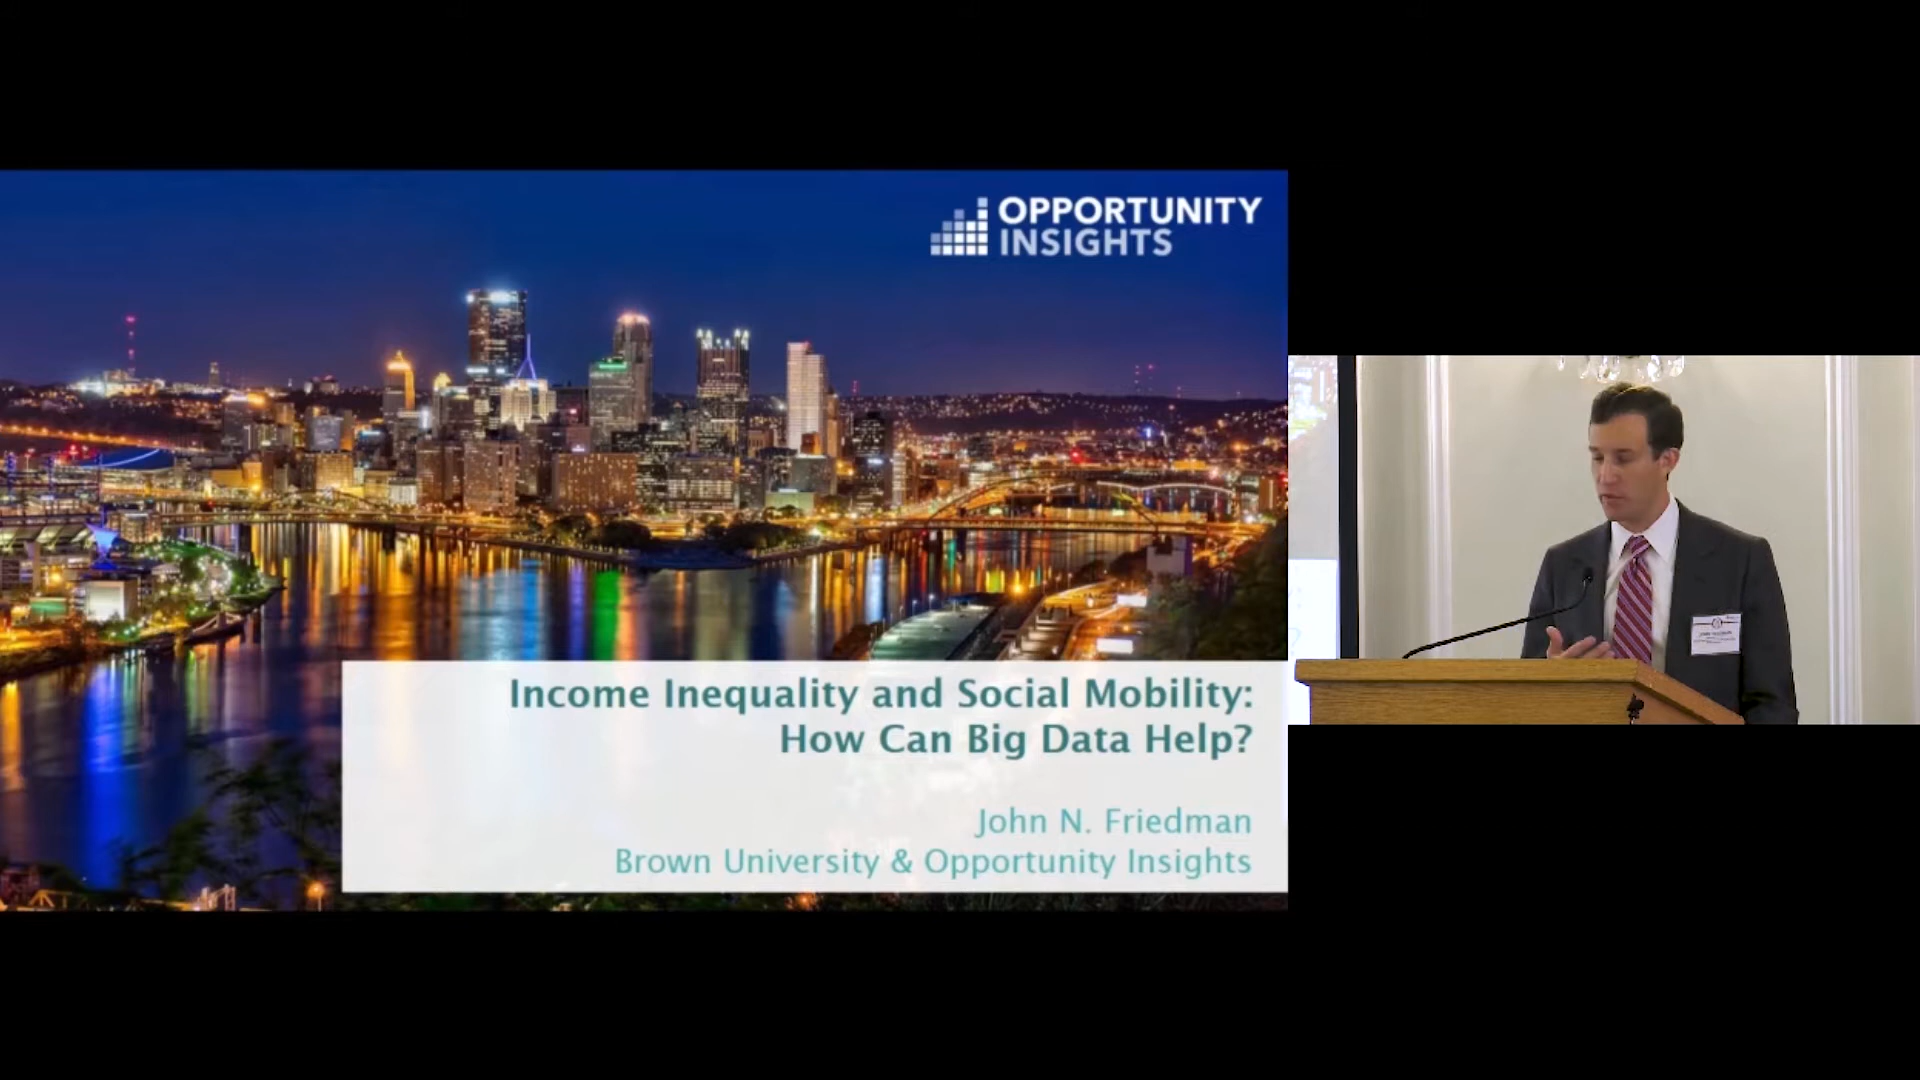 OPPORTUNITY
INSIGHTS
Income Inequality and Social Mobility:
How Can Big Data Help?
John N. Friedman
Brown University & Opportunity Insights